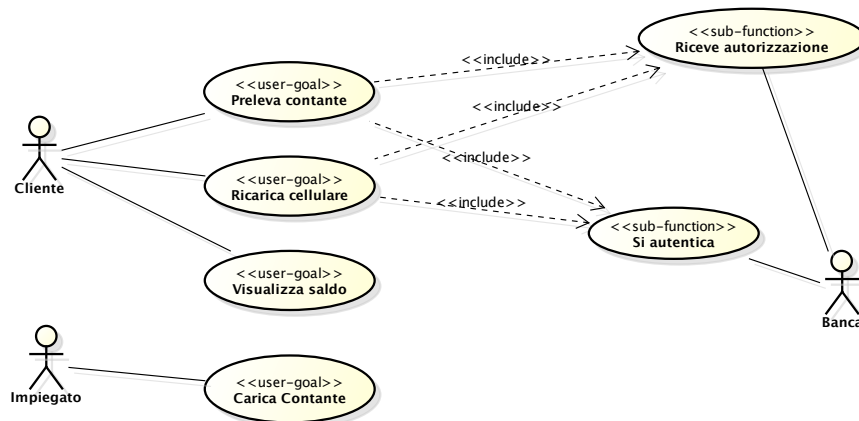 <<sub-function>>
Riceve autorizzazione
<<include>>
<<user-goal>>
Preleva contante
<<include>>
<<include>>
<<user-goal>>
Ricarica cellulare
Cliente
<<include>>
<<sub-function>>
Si autentica
<<user-goal>>
Visualizza saldo
Banca
<<user-goal>>
Carica Contante
Impiegato